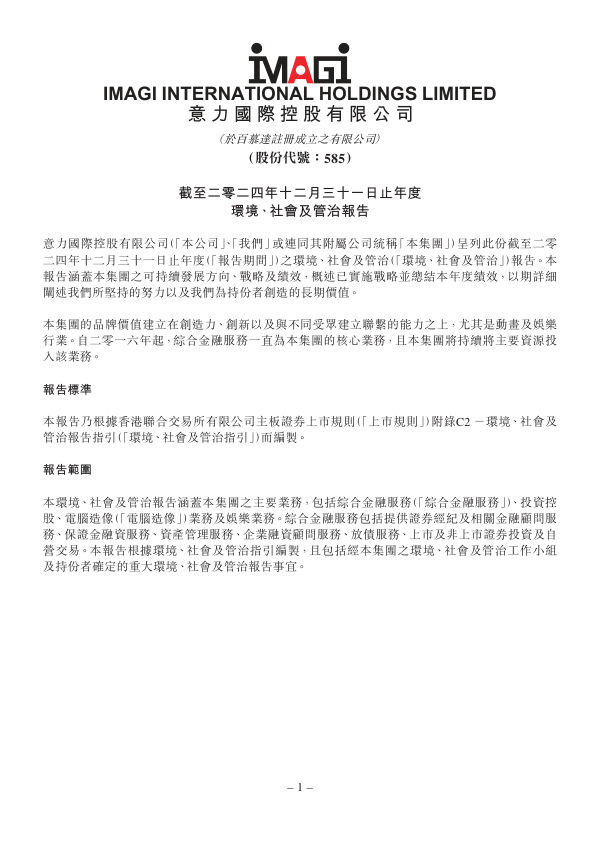 iMAGi
IMAGI INTERNATIONAL HOLDINGS LIMITED
意力國際控股有限公司
(於百慕達註冊成立之有限公司)
(股份代號：585)
截至二零二四年十二月三十一日止年度
環境、社會及管治報告
意力國際控股有限公司(「本公司」、「我們」或連同其附屬公司統稱「本集團」)呈列此份截至二零
二四年十二月三十一日止年度(「報告期間」)之環境、社會及管治(「環境、社會及管治」)報告。本
報告涵蓋本集團之可持續發展方向、戰略及績效，概述已實施戰略並總結本年度績效，以期詳細
闡述我們所堅持的努力以及我們為持份者創造的長期價值。
本集團的品牌價值建立在創造力、創新以及與不同受眾建立聯繫的能力之上，尤其是動畫及娛樂
行業。自二零一六年起，綜合金融服務一直為本集團的核心業務，且本集團將持續將主要資源投
入該業務。
報告標準
本報告乃根據香港聯合交易所有限公司主板證券上市規則(「上市規則」)附錄C2 －環境、社會及
管治報告指引(「環境、社會及管治指引」)而編製。
報告範圍
本環境、社會及管治報告涵蓋本集團之主要業務，包括綜合金融服務(「綜合金融服務」)、投資控
股、電腦造像(「電腦造像」)業務及娛樂業務。綜合金融服務包括提供證券經紀及相關金融顧問服
務、保證金融資服務、資產管理服務、企業融資顧問服務、放債服務、上市及非上市證券投資及自
營交易。本報告根據環境、社會及管治指引編製，且包括經本集團之環境、社會及管治工作小組
及持份者確定的重大環境、社會及管治報告事宜。
– 1 –